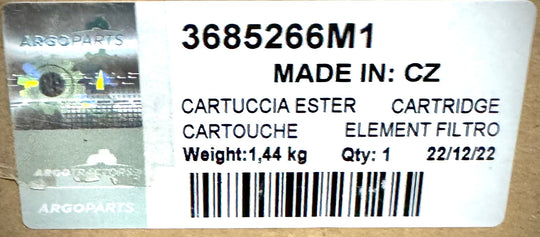 ARGOPARTS
3685266M1
MADE IN: CZ
CARTUCCIA ESTER CARTRIDGE
CARTOUCHE ELEMENT FILTRO
Weight:1,44 kg Qty: 1 22/12/22
ARGOTRACTORS
ARGOPARTS